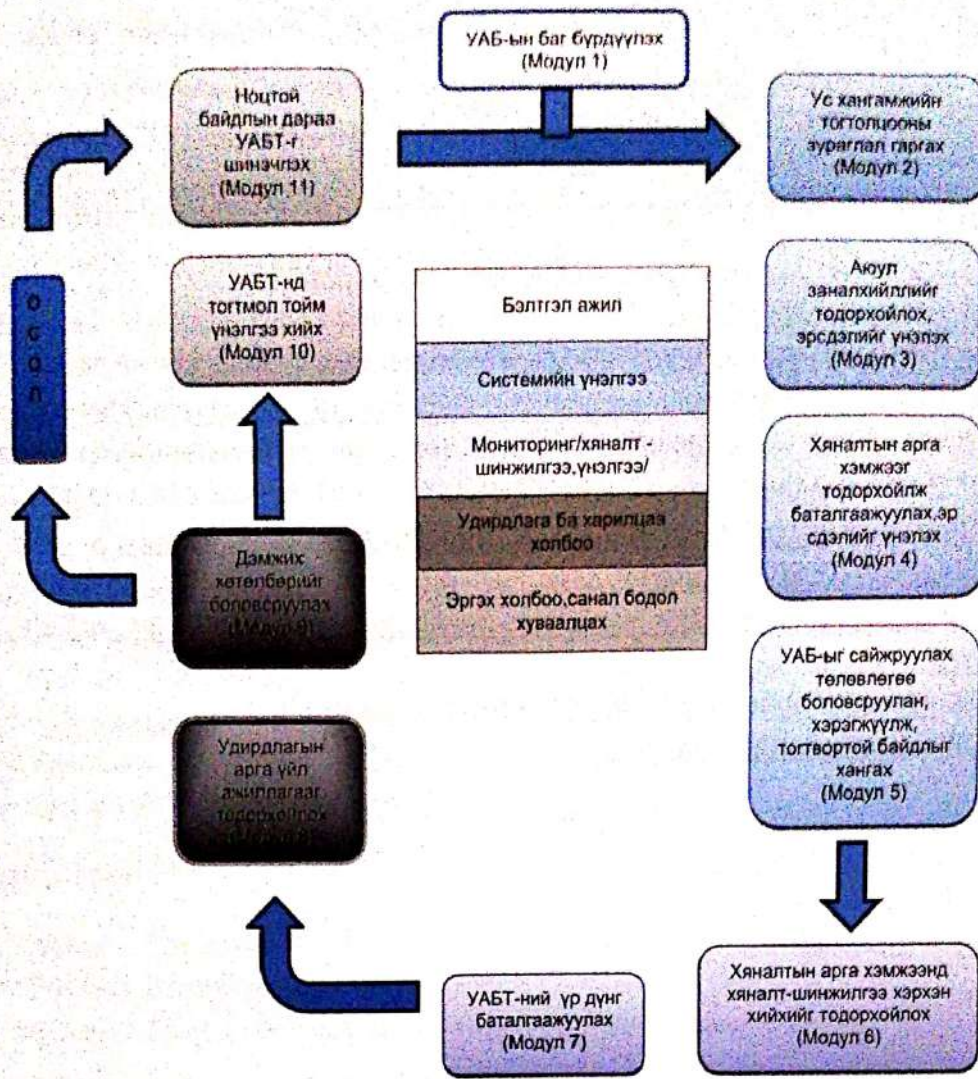 УАБ-ын баг бүрдүүлэх
(Модул 1)
Ноцтой
байдлын дараа
УАБТ-г
шинэчлэх
(Модул 11)
Ус хангамжийн
тогтолцооны
зураглал гаргах
(Модул 2)
УАБТ-нд
тогтмол тойм
үнэлгээ хийх
(Модул 10)
Аюул
заналхийллийг
тодорхойлох,
эрсдэлийг үнэлэх
(Модул 3)
О
с
о
л
Бэлтгэл ажил
Системийн үнэлгээ
Мониторинг/хяналт -
шинжилгээ,үнэлгээ/
Удирдлага ба харилцаа
холбоо
Эргэх холбоо,санал бодол
хуваалцах
Хяналтын арга
хэмжээг
тодорхойлж
баталгаажуулах,эр
сдэлийг үнэлэх
(Модул 4)
Дэмжих
хөтөлбөрийг
боловсруулах
(Модул 9)
УАБ-ыг сайжруулах
төлөвлөгөө
боловсруулан,
хэрэгжүүлж,
тогтвортой байдлыг
хангах
(Модул 5)
Удирдлагын
арга үйл
ажиллагааг
тодорхойлох
(Модул 8)
УАБТ-ний үр дүнг
баталгаажуулах
(Модул 7)
Хяналтын арга хэмжээнд
хяналт-шинжилгээ хэрхэн
хийхийг тодорхойлох
(Модул 6)